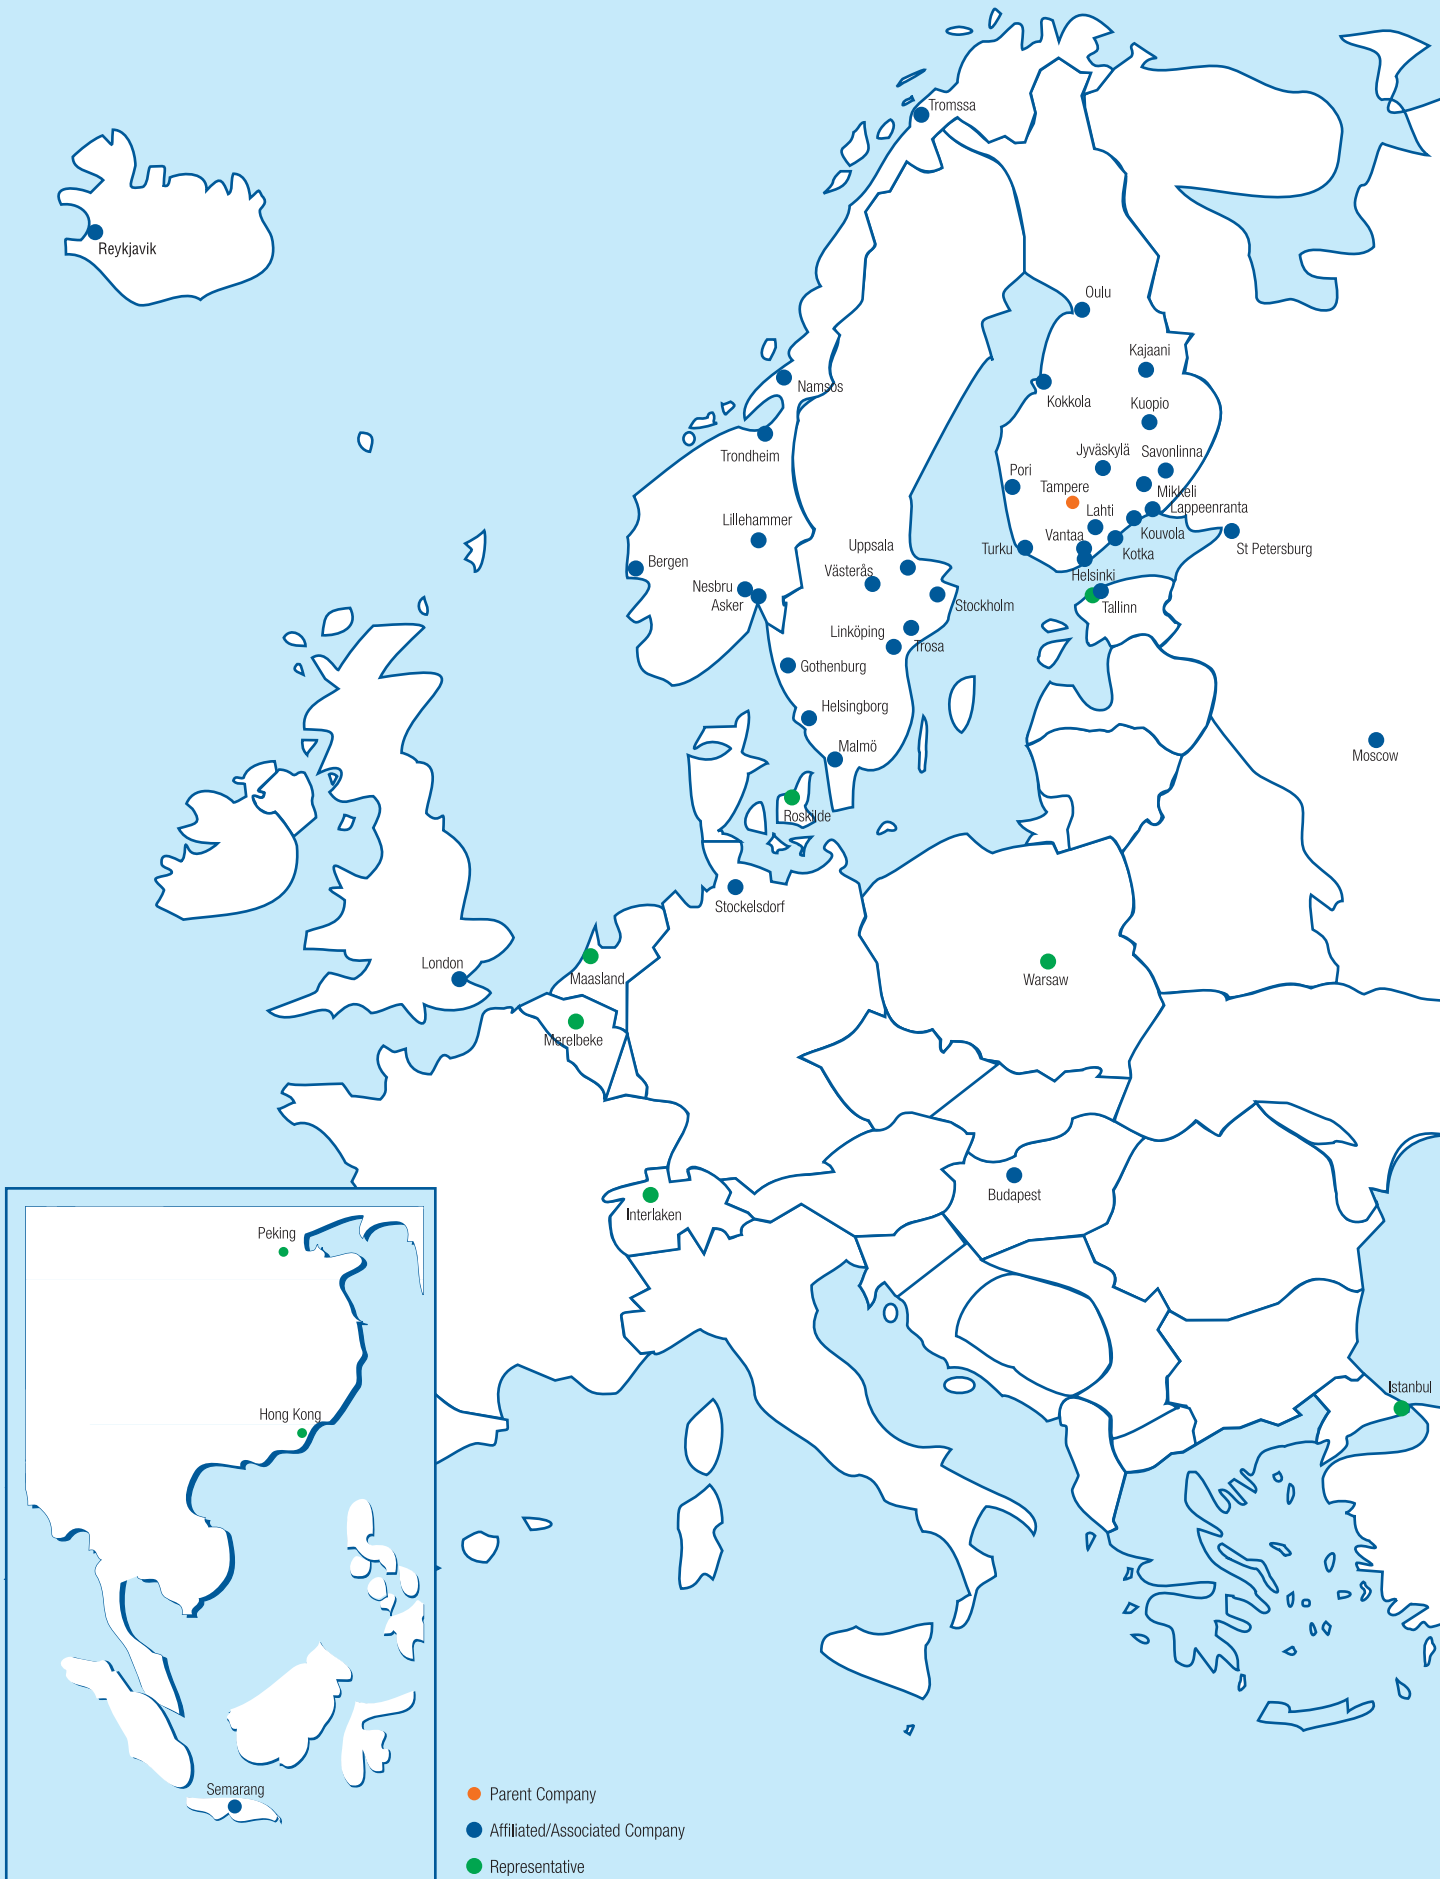 Tromssa
Reykjavik
Oulu
Kajaani
Namsos
Kokkola
Kuopio
Trondheim
Jyväskylä
Savonlinna
Pori
Tampere
Mikkeli
Lappeenranta
Lillehammer
Lahti
Vantaa
Kouvola
Uppsala
Turku
Kotka
St Petersburg
Bergen
Västerås
Helsinki
Nesbru
Asker
Stockholm
Tallinn
Linköping
Trosa
Gothenburg
Helsingborg
Malmö
Moscow
Roskilde
Stockelsdorf
London
Maasland
Warsaw
Merelbeke
Budapest
Interlaken
Peking
Istanbul
Hong Kong
Semarang
Parent Company
Affiliated/Associated Company
Representative